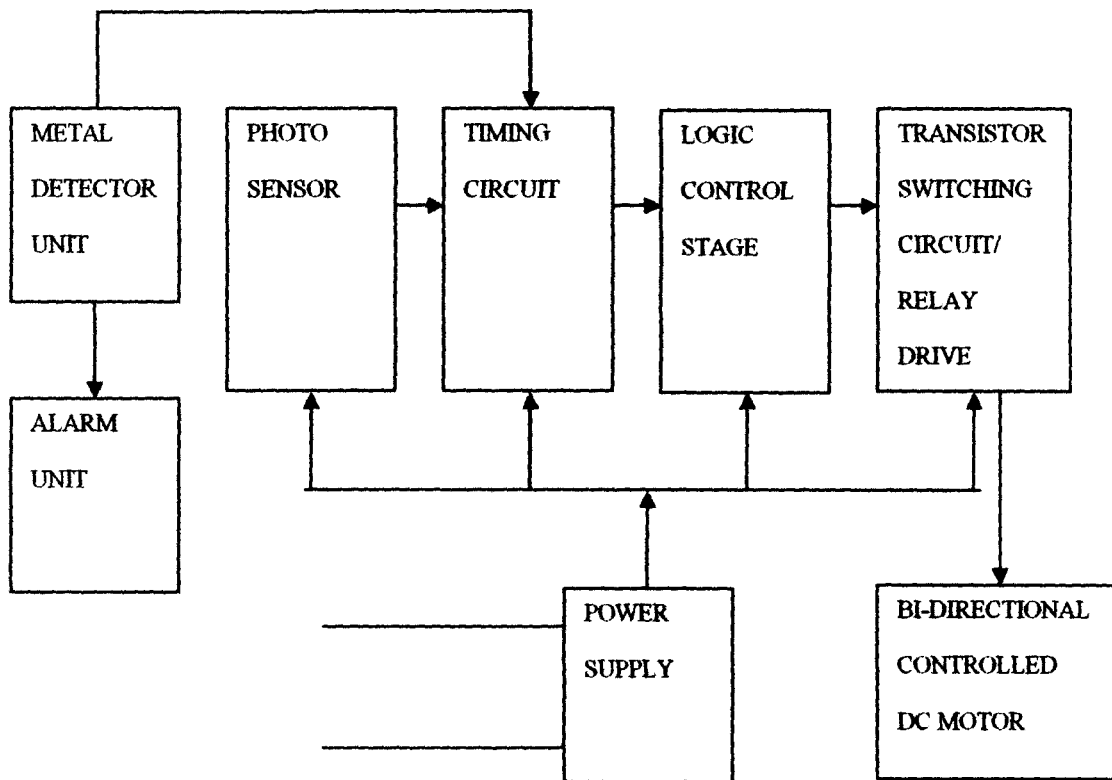 METAL
DETECTOR
UNIT
PHOTO
SENSOR
TIMING
CIRCUIT
LOGIC
CONTROL
STAGE
TRANSISTOR
SWITCHING
CIRCUIT/
RELAY
DRIVE
ALARM
UNIT
POWER
SUPPLY
BI-DIRECTIONAL
CONTROLLED
DC MOTOR